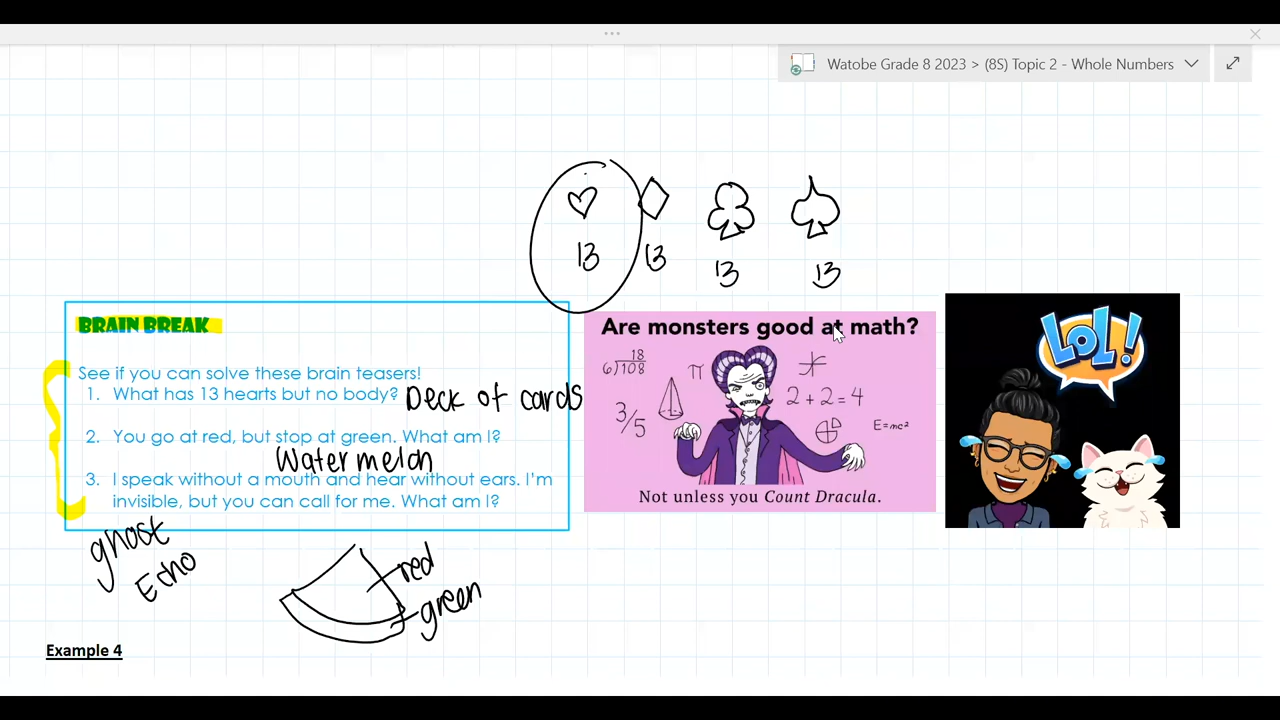 Watobe Grade 8 2023 > (8S) Topic 2 - Whole Numbers
13 13 13 13
BRAIN BREAK
See if you can solve these brain teasers!
1. What has 13 hearts but no body? Deck of cards
2. You go at red, but stop at green. What am I?
Watermelon
3. I speak without a mouth and hear without ears. I'm
invisible, but you can call for me. What am I?
ghost
Echo
red
green
Are monsters good at math?
18
6)108
π
3/5
2+2=4
E=mc²
Not unless you Count Dracula.
LOL!
Example 4